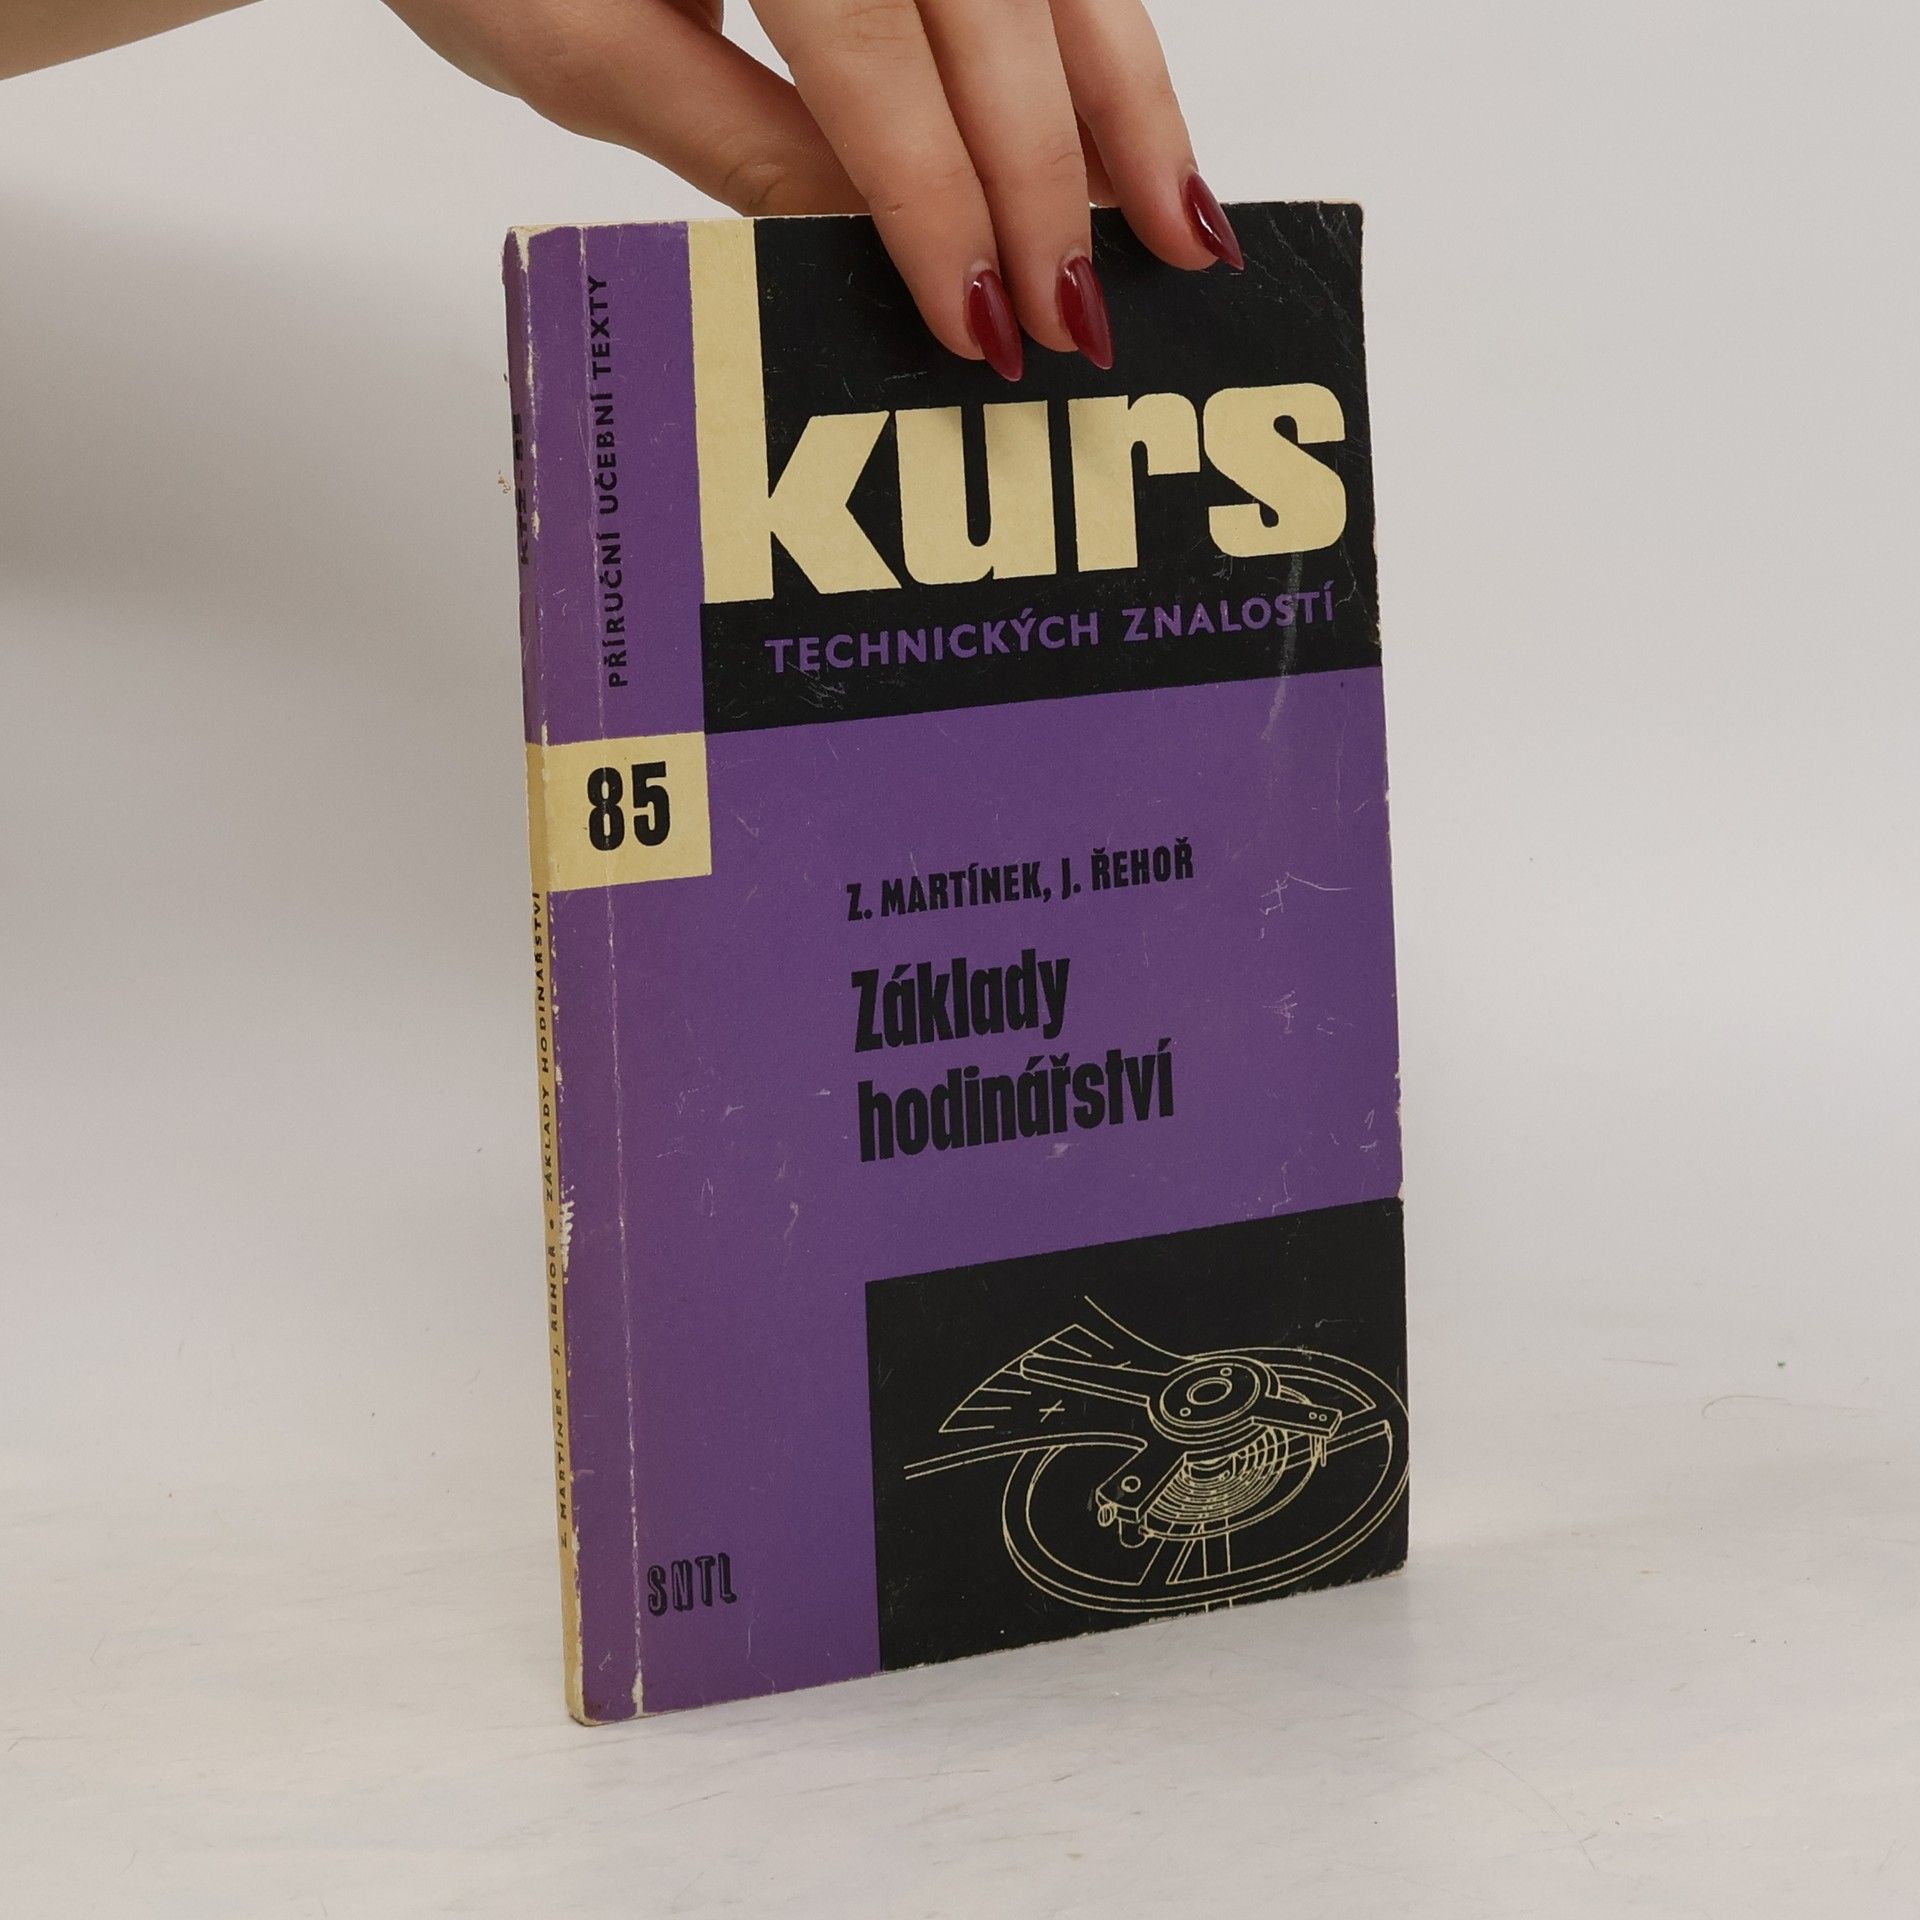 kurs
TECHNICKÝCH ZNALOSTÍ
PŘÍRUČNÍ UČEBNÍ TEXTY
85
Z. MARTÍNEK, J. ŘEHOŘ
Základy
hodinářství
SNTL
Z. MARTÍNEK - J. ŘEHOŘ • ZÁKLADY HODINÁŘSTVÍ